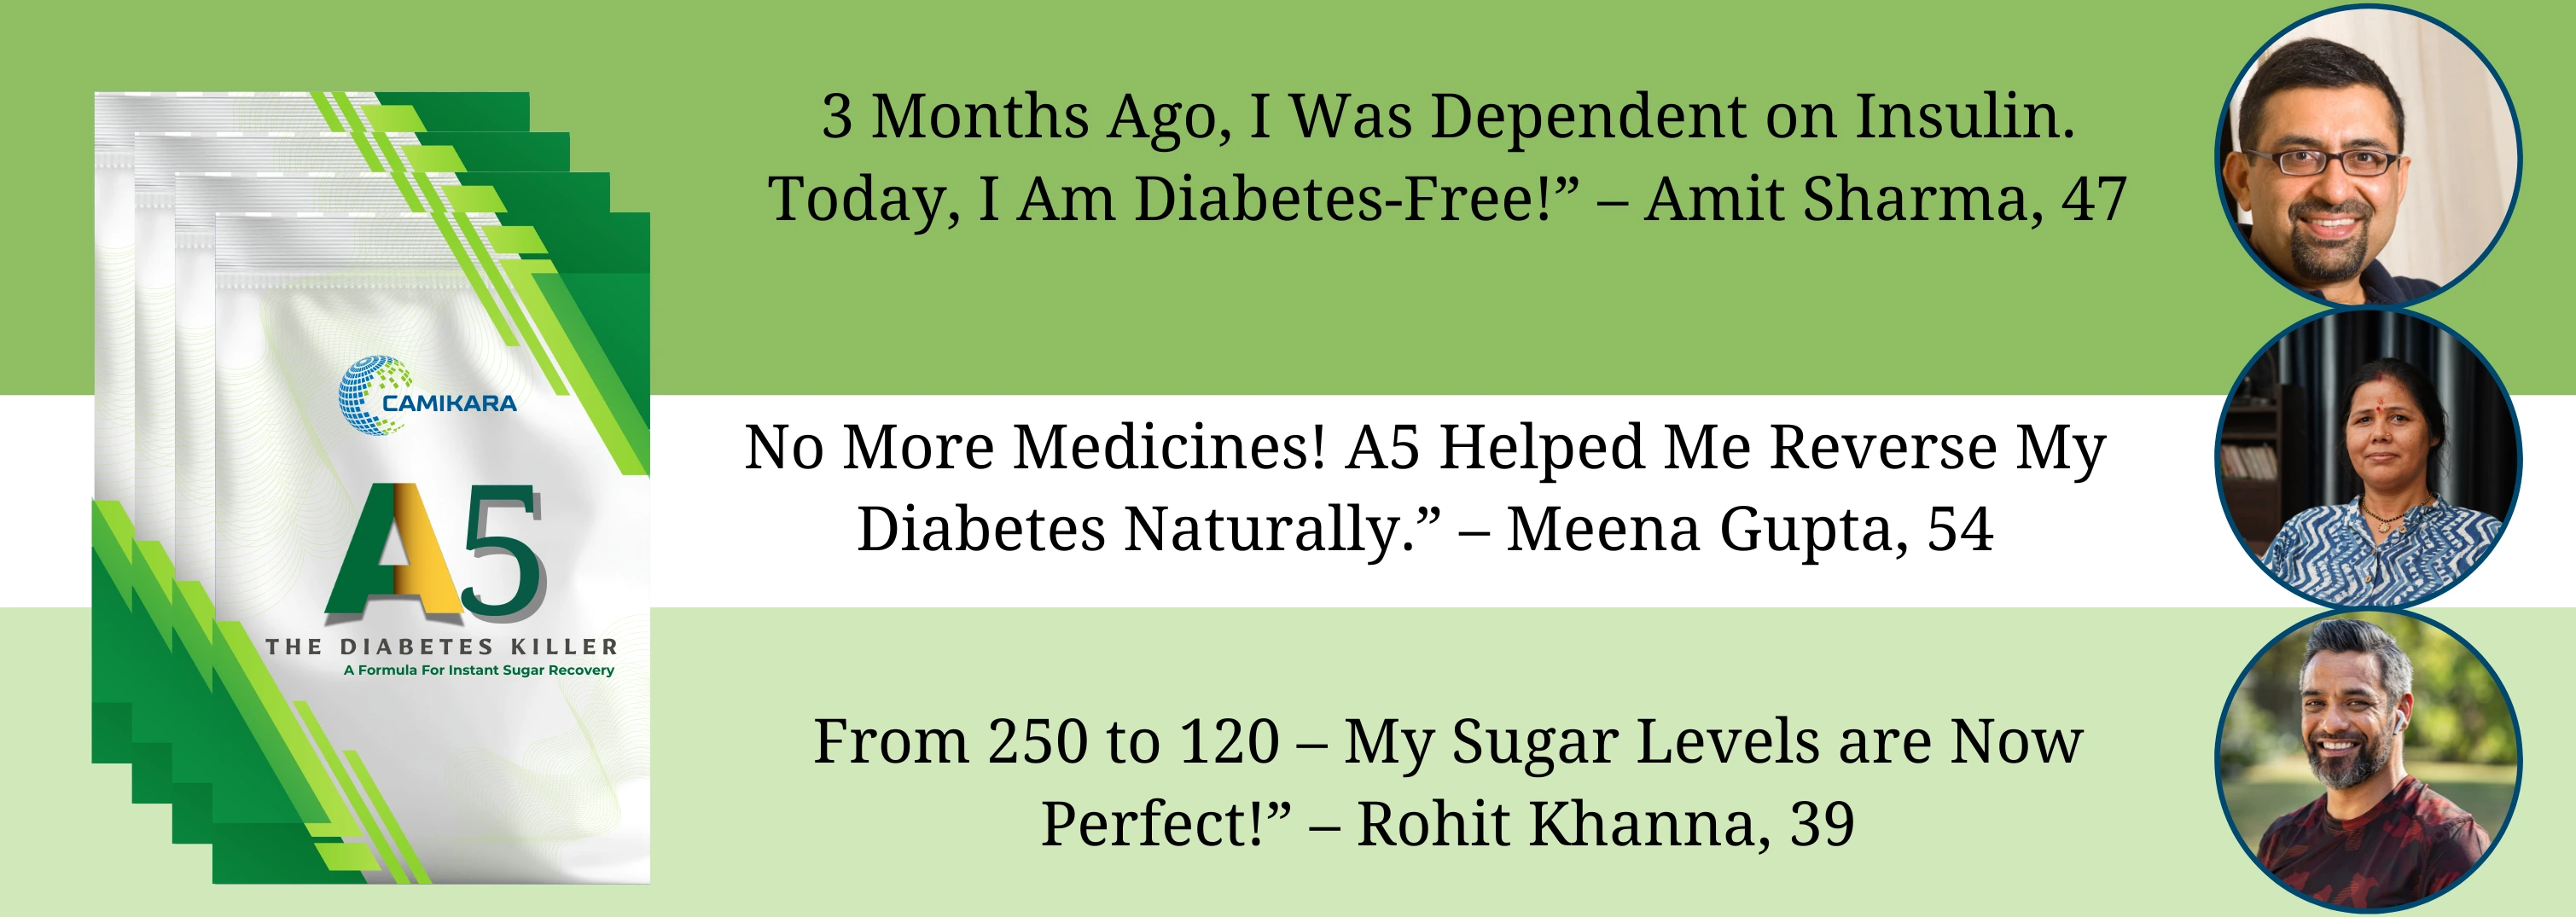 3 Months Ago, I Was Dependent on Insulin.
Today, I Am Diabetes-Free!” – Amit Sharma, 47
CAMIKARA
A5
THE DIABETES KILLER
A Formula For Instant Sugar Recovery
No More Medicines! A5 Helped Me Reverse My
Diabetes Naturally.” – Meena Gupta, 54
From 250 to 120 – My Sugar Levels are Now
Perfect!” – Rohit Khanna, 39